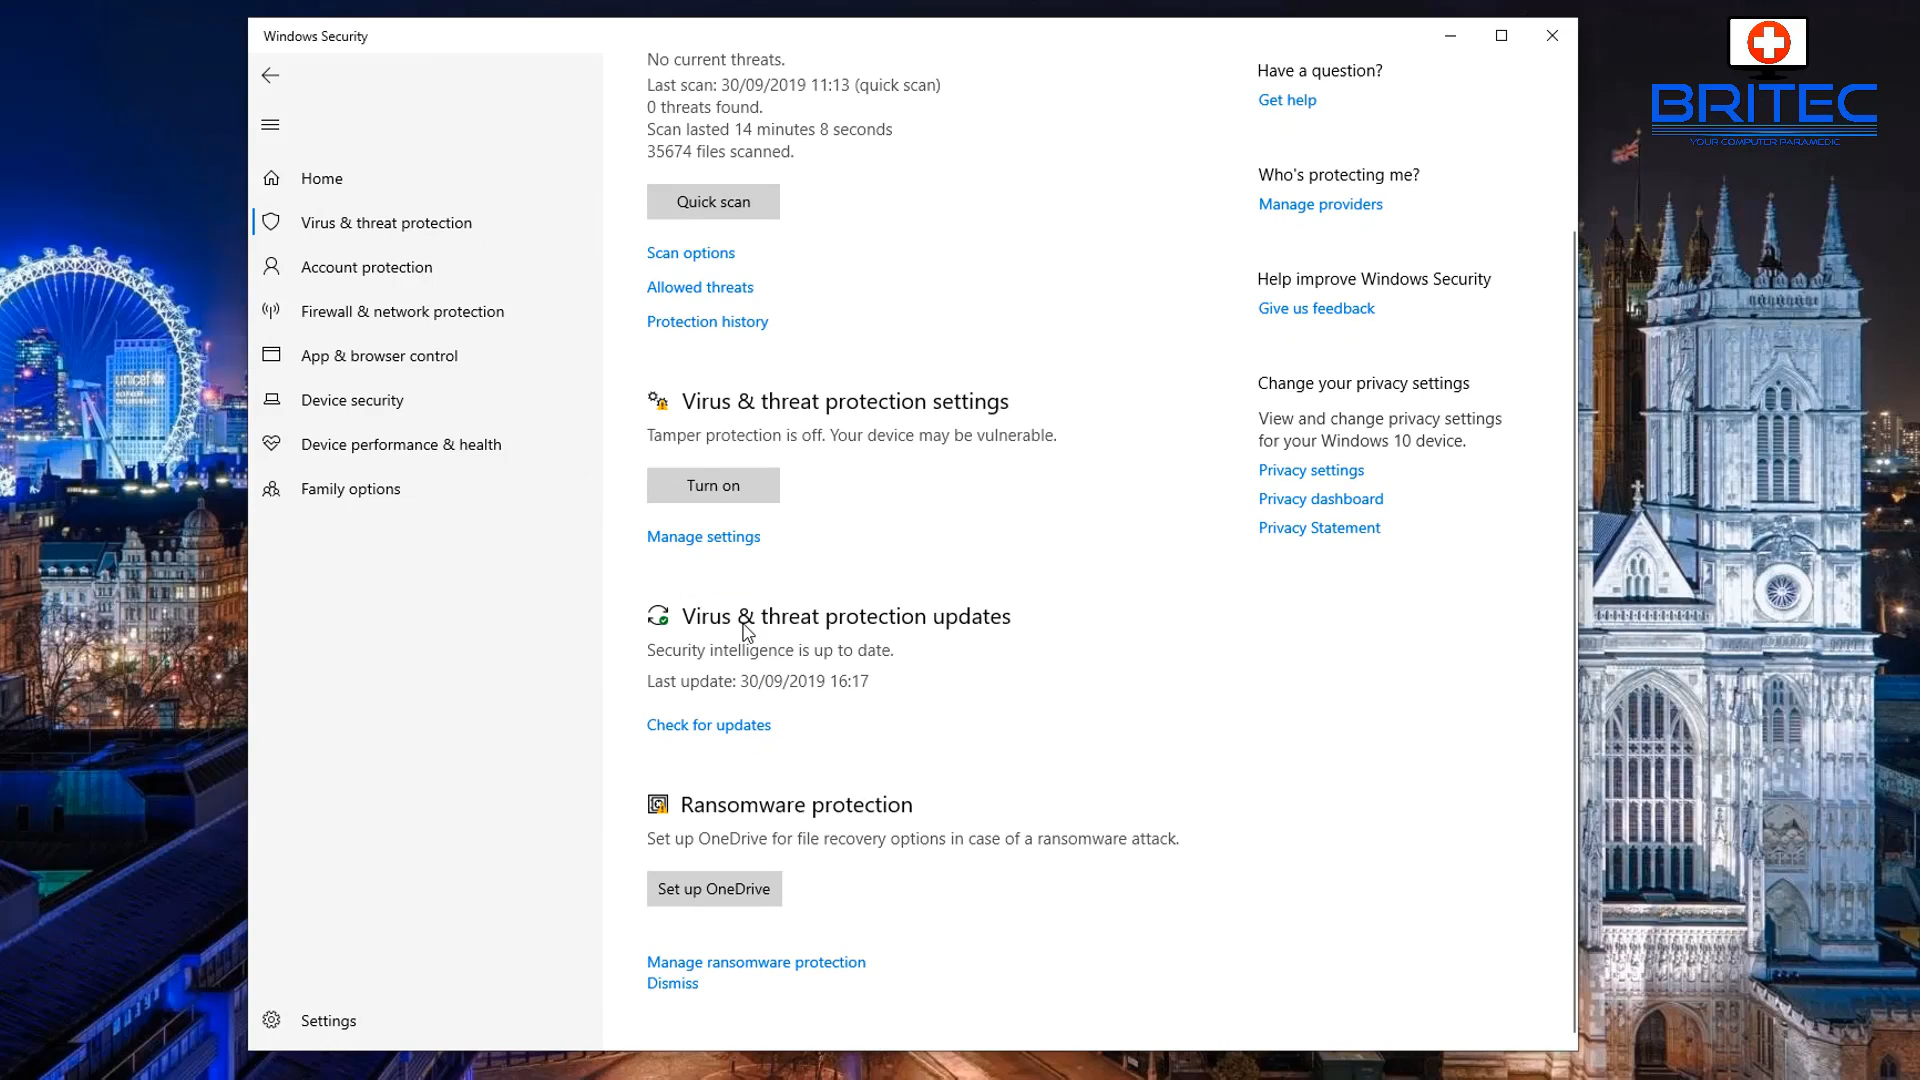 Windows Security
Home
Virus & threat protection
Account protection
Firewall & network protection
App & browser control
Device security
Device performance & health
Family options
Settings
No current threats.
Last scan: 30/09/2019 11:13 (quick scan)
0 threats found.
Scan lasted 14 minutes 8 seconds
35674 files scanned.
Quick scan
Scan options
Allowed threats
Protection history
Virus & threat protection settings
Tamper protection is off. Your device may be vulnerable.
Turn on
Manage settings
Virus & threat protection updates
Security intelligence is up to date.
Last update: 30/09/2019 16:17
Check for updates
Ransomware protection
Set up OneDrive for file recovery options in case of a ransomware attack.
Set up OneDrive
Manage ransomware protection
Dismiss
Have a question?
Get help
Who's protecting me?
Manage providers
Help improve Windows Security
Give us feedback
Change your privacy settings
View and change privacy settings
for your Windows 10 device.
Privacy settings
Privacy dashboard
Privacy Statement
BRITEC
YOUR COMPUTER PARAMEDIC
unicef